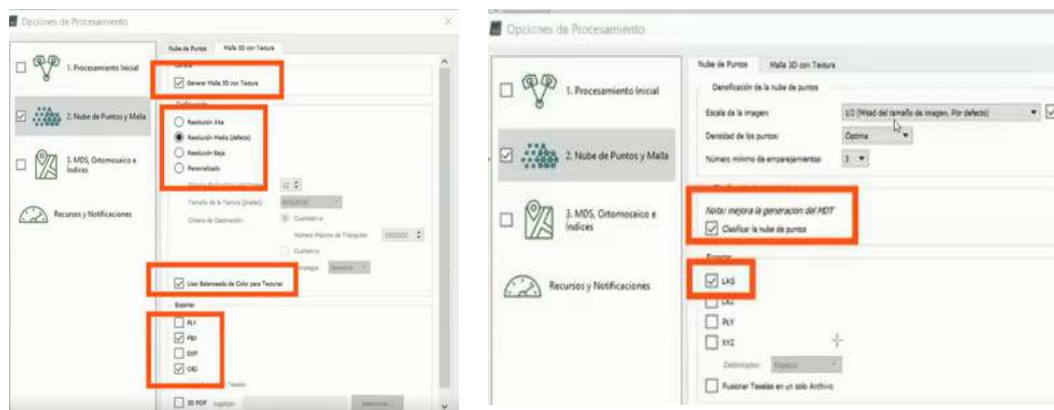 Opciones de Procesamiento
1. Procesamiento Inicial
2. Nube de Puntos y Malla
3. MDS, Ortomosaico e
Índices
Recursos y Notificaciones
Nube de Puntos
Malla 3D con Textura
Generar Malla 3D con Textura
Configuración
Resolución Alta
Resolución Media (defecto)
Resolución Baja
Personalizado
Tamaño de la Textura (píxeles):
Criterio de Decimación:
Cuantitativo
Número Máximo de Triángulos:
1000000
Cualitativo
Estrategia:
Usar Balanceado de Color para Texturas
Exportar
PLY
FBX
DXF
OBJ
3D PDF
Opciones de Procesamiento
1. Procesamiento Inicial
2. Nube de Puntos y Malla
3. MDS, Ortomosaico e
Índices
Recursos y Notificaciones
Nube de Puntos
Malla 3D con Textura
Densificación de la nube de puntos
Escala de la imagen:
1/2 (Mitad del tamaño de imagen, Por defecto)
Densidad de los puntos:
Óptima
Número mínimo de emparejamientos:
3
Nota: mejora la generacion del MDT
Clasificar la nube de puntos
Exportar
LAS
LAZ
PLY
XYZ
Delimitador:
Espacio
Fusionar Teselas en un solo Archivo